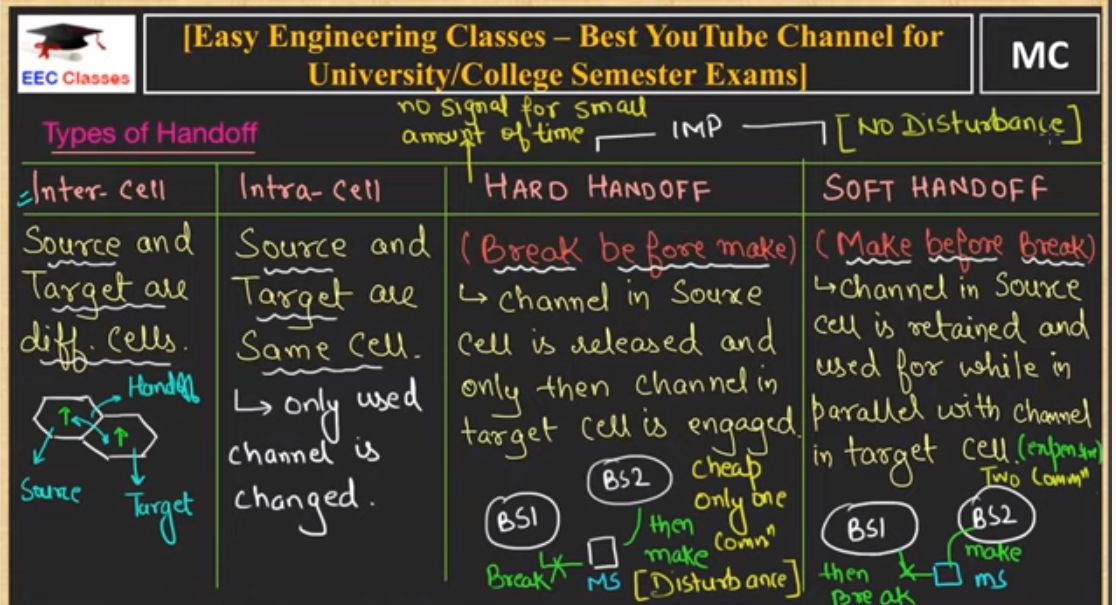 EEC Classes
[Easy Engineering Classes – Best YouTube Channel for
University/College Semester Exams]
MC
Types of Handoff
no signal for small
amount of time
IMP
[NO Disturbance]
Inter-cell
Source and
Target are
diff. cells.
Handoff
Source
Target
Intra-cell
Source and
Target are
Same cell.
↳ only used
channel is
changed.
HARD HANDOFF
(Break before make)
↳ channel in Source
cell is released and
only then channel in
target cell is engaged.
BS1
BS2
cheap
only one
comnⁿ
then
make
Break
MS
[Disturbance]
SOFT HANDOFF
(Make before Break)
↳ channel in Source
cell is retained and
used for while in
parallel with channel
in target cell. (expensive)
Two Commⁿ
BS1
BS2
make
then
Break
MS